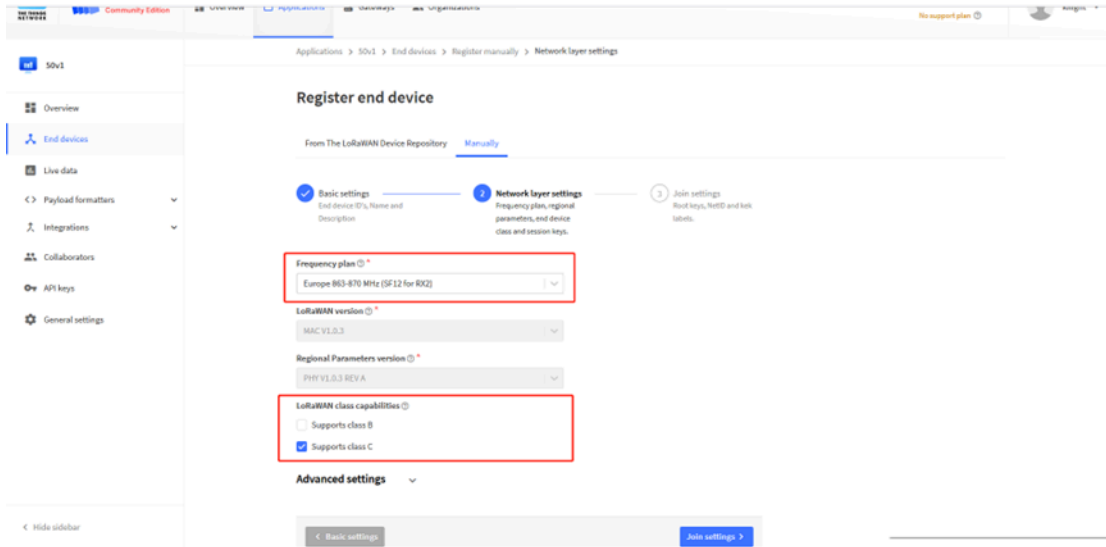 THE THINGS
NETWORK
Community Edition
Overview
Applications
Gateways
Organizations
No support plan
50v1
Applications > 50v1 > End devices > Register manually > Network layer settings
Register end device
Overview
End devices
From The LoRaWAN Device Repository
Manually
Live data
Payload formatters
Basic settings
End device ID's, Name and
Description
2
Network layer settings
Frequency plan, regional
parameters, end device
class and session keys.
3
Join settings
Root keys, NetID and kek
labels.
Integrations
Collaborators
API keys
General settings
Frequency plan *
Europe 863-870 MHz (SF12 for RX2)
LoRaWAN version *
MAC V1.0.3
Regional Parameters version *
PHY V1.0.3 REV A
LoRaWAN class capabilities
Supports class B
Supports class C
Advanced settings
< Hide sidebar
< Basic settings
Join settings >